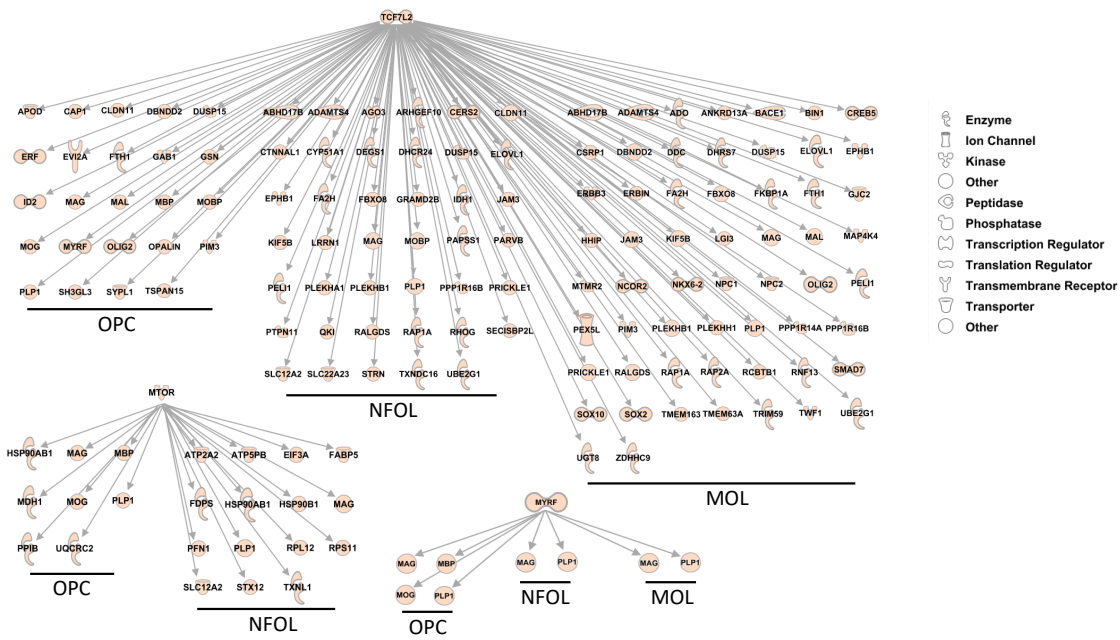 TCF7L2
APOD CAP1 CLDN11 DBNDD2 DUSP15
ERF EVI2A FTH1 GAB1 GSN
ID2 MAG MAL MBP MOBP
MOG MYRF OLIG2 OPALIN PIM3
PLP1 SH3GL3 SYPL1 TSPAN15
OPC
ABHD17B ADAMTS4 AGO3 ARHGEF10 CERS2 CLDN11
CTNNAL1 CYP51A1 DEGS1 DHCR24 DUSP15 ELOVL1
EPHB1 FA2H FBXO8 GRAMD2B IDH1 JAM3
KIF5B LRRN1 MAG MOBP PAPSS1 PARVB
PELI1 PLEKHA1 PLEKHB1 PLP1 PPP1R16B PRICKLE1
PTPN11 QKI RALGDS RAP1A RHOG SECISBP2L
SLC12A2 SLC22A23 STRN TXNDC16 UBE2G1
NFOL
ABHD17B ADAMTS4 ADO ANKRD13A BACE1 BIN1 CREB5
CSRP1 DBNDD2 DDC DHRS7 DUSP15 ELOVL1 EPHB1
ERBB3 ERBIN FA2H FBXO8 FKBP1A FTH1 GJC2
HHIP JAM3 KIF5B LGI3 MAG MAL MAP4K4
MTMR2 NCOR2 NKX6-2 NPC1 NPC2 OLIG2 PELI1
PEX5L PIM3 PLEKHB1 PLEKHH1 PLP1 PPP1R14A PPP1R16B
PRICKLE1 RALGDS RAP1A RAP2A RCBTB1 RNF13 SMAD7
SOX10 SOX2 TMEM163 TMEM63A TRIM59 TWF1 UBE2G1
UGT8 ZDHHC9
MOL
Enzyme
Ion Channel
Kinase
Other
Peptidase
Phosphatase
Transcription Regulator
Translation Regulator
Transmembrane Receptor
Transporter
Other
MTOR
HSP90AB1 MAG MBP
MDH1 MOG PLP1
PPIB UQCRC2
OPC
ATP2A2 ATP5PB EIF3A FABP5
FDPS HSP90AB1 HSP90B1 MAG
PFN1 PLP1 RPL12 RPS11
SLC12A2 STX12 TXNL1
NFOL
MYRF
MAG MBP
MOG PLP1
OPC
MAG PLP1
NFOL
MAG PLP1
MOL